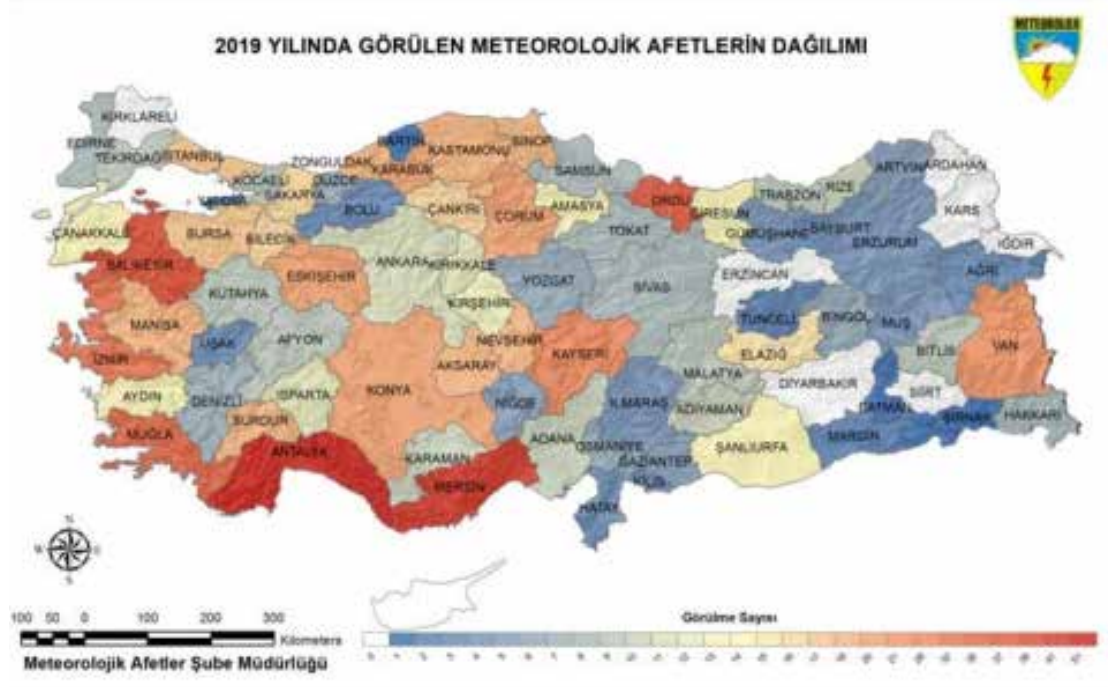 METEOROLOJİ
2019 YILINDA GÖRÜLEN METEOROLOJİK AFETLERİN DAĞILIMI
KIRKLARELİ
EDİRNE
TEKİRDAĞ
İSTANBUL
ZONGULDAK
BARTIN
KASTAMONU
SİNOP
KARABÜK
SAMSUN
ARTVİN
ARDAHAN
KOCAELİ
DÜZCE
SAKARYA
YALOVA
BOLU
ÇANKIRI
ÇORUM
AMASYA
ORDU
GİRESUN
TRABZON
RİZE
KARS
ÇANAKKALE
BURSA
BİLECİK
TOKAT
GÜMÜŞHANE
BAYBURT
ERZURUM
IĞDIR
BALIKESİR
ESKİŞEHİR
ANKARA
KIRIKKALE
YOZGAT
SİVAS
ERZİNCAN
AĞRI
KÜTAHYA
KIRŞEHİR
MANİSA
UŞAK
AFYON
NEVŞEHİR
KAYSERİ
TUNCELİ
BİNGÖL
MUŞ
VAN
İZMİR
AKSARAY
ELAZIĞ
BİTLİS
AYDIN
DENİZLİ
ISPARTA
KONYA
NİĞDE
K.MARAŞ
MALATYA
DİYARBAKIR
SİİRT
BATMAN
BURDUR
ADIYAMAN
ŞIRNAK
HAKKARİ
MUĞLA
ANTALYA
KARAMAN
ADANA
OSMANİYE
GAZİANTEP
ŞANLIURFA
MARDİN
MERSİN
KİLİS
HATAY
N
W
E
S
100 50 0 100 200 300
Kilometers
Görülme Sayısı
Meteorolojik Afetler Şube Müdürlüğü